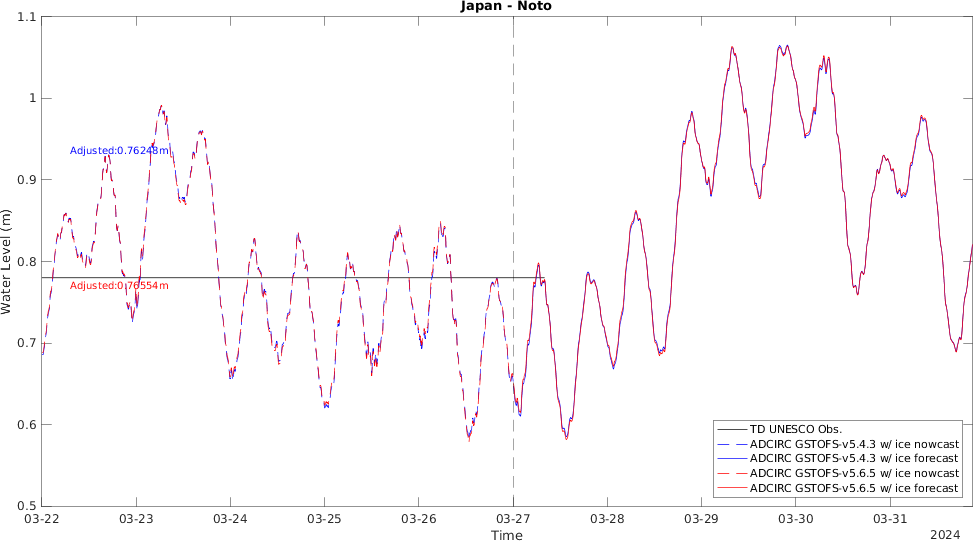 Japan - Noto
Water Level (m)
1.1
1
0.9
0.8
0.7
0.6
0.5
Adjusted:0.76248m
Adjusted:0.76554m
TD UNESCO Obs.
ADCIRC GSTOFS-v5.4.3 w/ ice nowcast
ADCIRC GSTOFS-v5.4.3 w/ ice forecast
ADCIRC GSTOFS-v5.6.5 w/ ice nowcast
ADCIRC GSTOFS-v5.6.5 w/ ice forecast
03-22 03-23 03-24 03-25 03-26 03-27 03-28 03-29 03-30 03-31
Time
2024